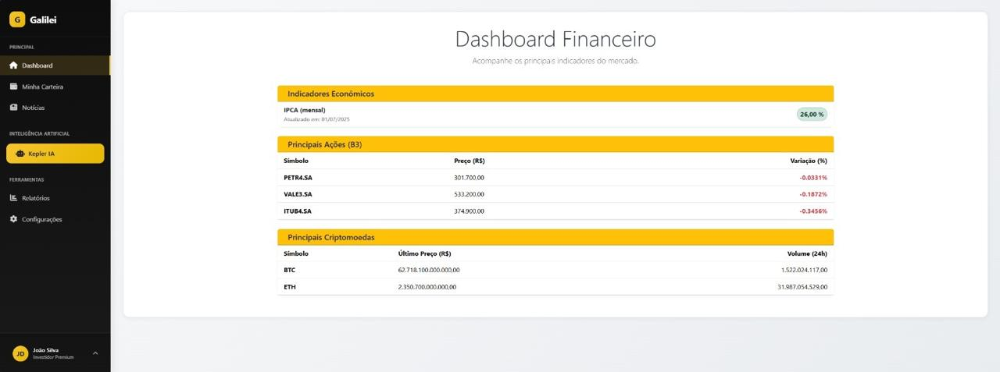 G Galilei
PRINCIPAL
Dashboard
Minha Carteira
Notícias
INTELIGÊNCIA ARTIFICIAL
Kepler IA
FERRAMENTAS
Relatórios
Configurações
JD João Silva
Investidor Premium
Dashboard Financeiro
Acompanhe os principais indicadores do mercado.
Indicadores Econômicos
IPCA (mensal) 26,00 %
Atualizado em: 01/07/2025
Principais Ações (B3)
Símbolo Preço (R$) Variação (%)
PETR4.SA 301.700,00 -0.0331%
VALE3.SA 533.200,00 -0.1872%
ITUB4.SA 374.900,00 -0.3456%
Principais Criptomoedas
Símbolo Último Preço (R$) Volume (24h)
BTC 62.718.100.000.000,00 1.522.024.117,00
ETH 2.350.700.000.000,00 31.987.054.529,00